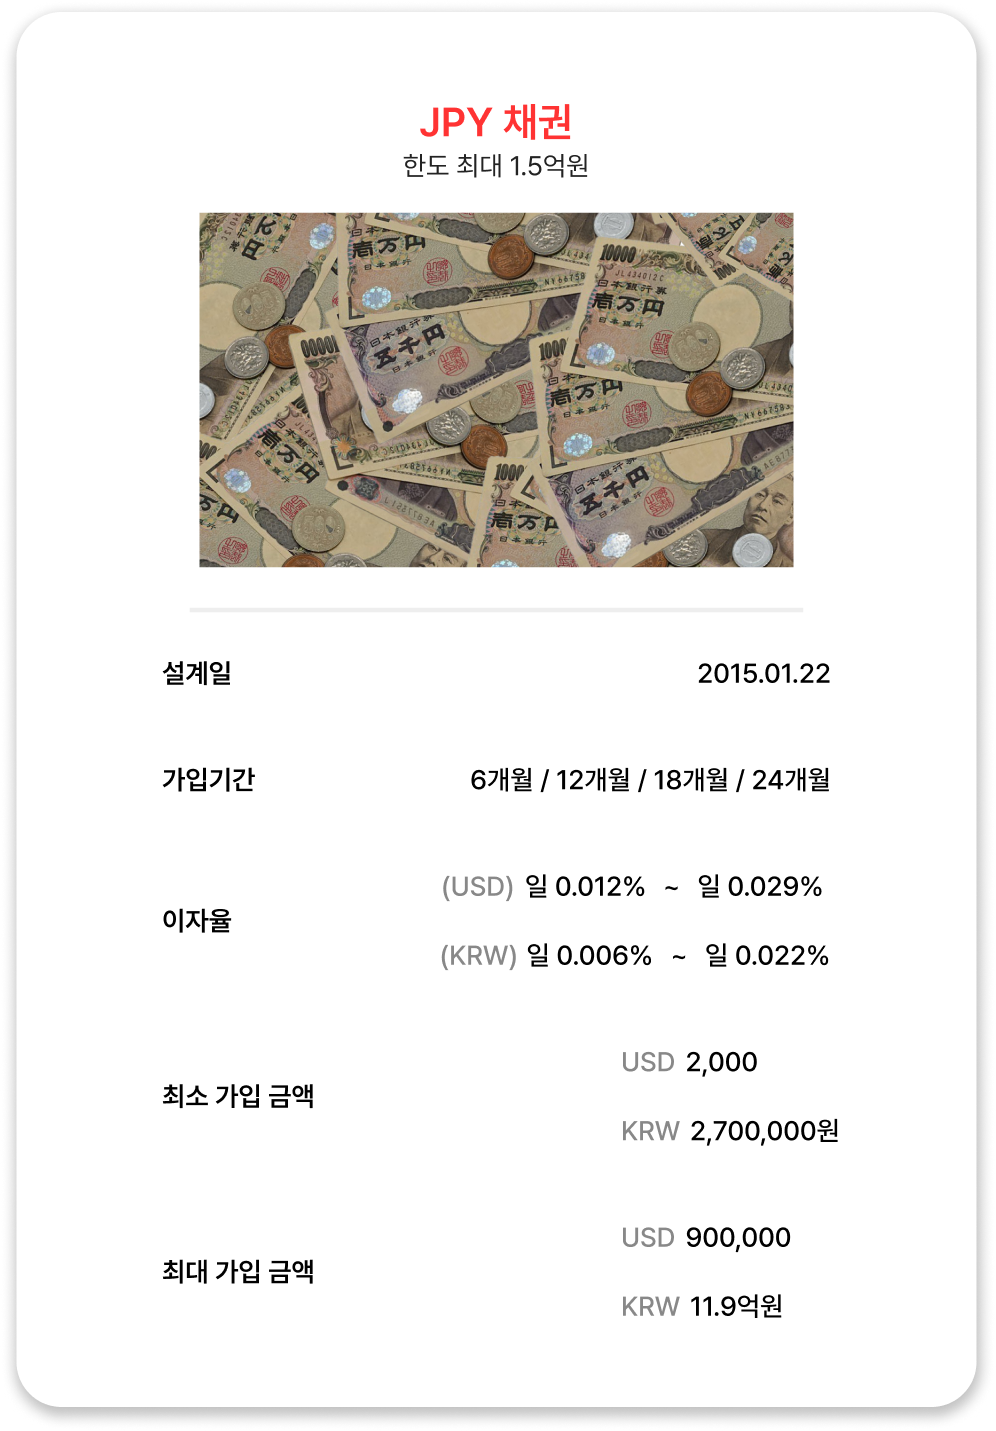 JPY 채권
한도 최대 1.5억원
설계일 2015.01.22
가입기간 6개월 / 12개월 / 18개월 / 24개월
이자율
(USD) 일 0.012% ~ 일 0.029%
(KRW) 일 0.006% ~ 일 0.022%
최소 가입 금액
USD 2,000
KRW 2,700,000원
최대 가입 금액
USD 900,000
KRW 11.9억원